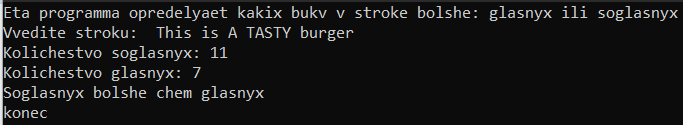 Eta programma opredelyaet kakix bukv v stroke bolshe: glasnyx ili soglasnyx
Vvedite stroku:  This is A TASTY burger
Kolichestvo soglasnyx: 11
Kolichestvo glasnyx: 7
Soglasnyx bolshe chem glasnyx
konec